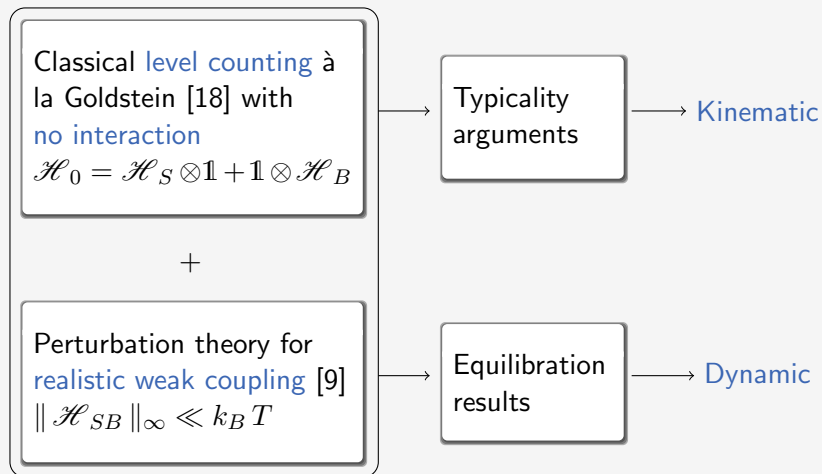 Classical level counting à
la Goldstein [18] with
no interaction
ℋ₀ = ℋ_S ⊗ 𝟙 + 𝟙 ⊗ ℋ_B
Typicality
arguments
Kinematic
+
Perturbation theory for
realistic weak coupling [9]
‖ ℋ_SB ‖_∞ ≪ k_B T
Equilibration
results
Dynamic